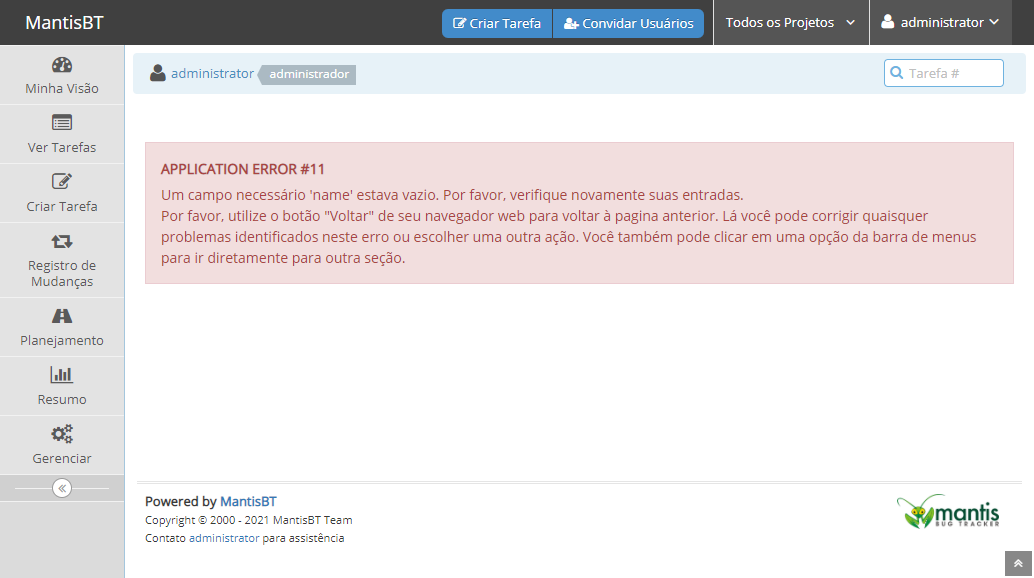 MantisBT
Criar Tarefa
Convidar Usuários
Todos os Projetos
administrator
Minha Visão
Ver Tarefas
Criar Tarefa
Registro de
Mudanças
Planejamento
Resumo
Gerenciar
administrator administrador
Tarefa #
APPLICATION ERROR #11
Um campo necessário 'name' estava vazio. Por favor, verifique novamente suas entradas.
Por favor, utilize o botão "Voltar" de seu navegador web para voltar à pagina anterior. Lá você pode corrigir quaisquer
problemas identificados neste erro ou escolher uma outra ação. Você também pode clicar em uma opção da barra de menus
para ir diretamente para outra seção.
Powered by MantisBT
Copyright © 2000 - 2021 MantisBT Team
Contato administrator para assistência
mantis
BUG TRACKER